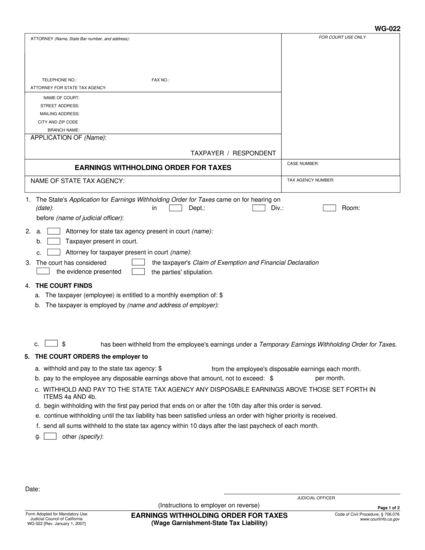 WG-022
ATTORNEY (Name, State Bar number, and address):
FOR COURT USE ONLY
TELEPHONE NO.: FAX NO.:
ATTORNEY FOR STATE TAX AGENCY
NAME OF COURT:
STREET ADDRESS:
MAILING ADDRESS:
CITY AND ZIP CODE
BRANCH NAME:
APPLICATION OF (Name):
TAXPAYER / RESPONDENT
EARNINGS WITHHOLDING ORDER FOR TAXES
CASE NUMBER:
NAME OF STATE TAX AGENCY:
TAX AGENCY NUMBER:
1. The State's Application for Earnings Withholding Order for Taxes came on for hearing on
(date): in Dept.: Div.: Room:
before (name of judicial officer):
2. a. Attorney for state tax agency present in court (name):
b. Taxpayer present in court.
c. Attorney for taxpayer present in court (name):
3. The court has considered the taxpayer's Claim of Exemption and Financial Declaration
the evidence presented the parties' stipulation.
4. THE COURT FINDS
a. The taxpayer (employee) is entitled to a monthly exemption of: $
b. The taxpayer is employed by (name and address of employer):
c. $ has been withheld from the employee's earnings under a Temporary Earnings Withholding Order for Taxes.
5. THE COURT ORDERS the employer to
a. withhold and pay to the state tax agency: $ from the employee's disposable earnings each month.
b. pay to the employee any disposable earnings above that amount, not to exceed: $ per month.
c. WITHHOLD AND PAY TO THE STATE TAX AGENCY ANY DISPOSABLE EARNINGS ABOVE THOSE SET FORTH IN
ITEMS 4A AND 4b.
d. begin withholding with the first pay period that ends on or after the 10th day after this order is served.
e. continue withholding until the tax liability has been satisfied unless an order with higher priority is received.
f. send all sums withheld to the state tax agency within 10 days after the last paycheck of each month.
g. other (specify):
Date:
JUDICIAL OFFICER
(Instructions to employer on reverse)
Page 1 of 2
Form Adopted for Mandatory Use
Judicial Council of California
WG-022 [Rev. January 1, 2007]
EARNINGS WITHHOLDING ORDER FOR TAXES
(Wage Garnishment-State Tax Liability)
Code of Civil Procedure, § 706.076
www.courtinfo.ca.gov